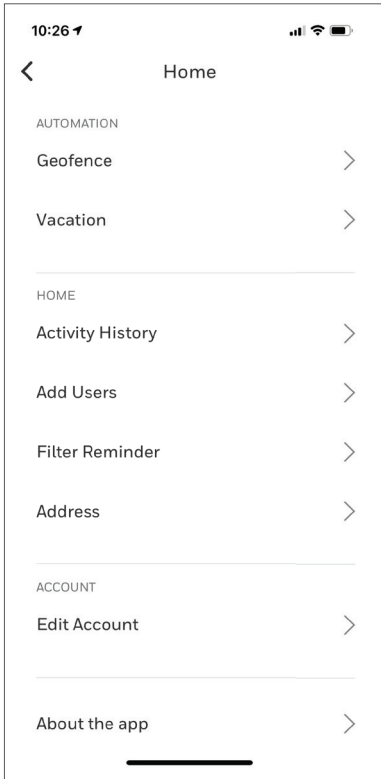 10:26
Home
AUTOMATION
Geofence
Vacation
HOME
Activity History
Add Users
Filter Reminder
Address
ACCOUNT
Edit Account
About the app